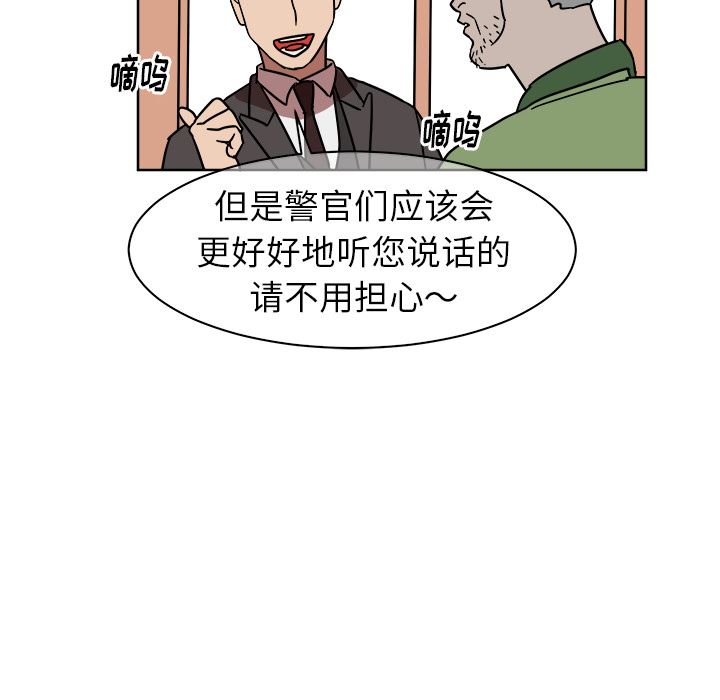 嘀呜
嘀呜
但是警官们应该会
更好好地听您说话的
请不用担心～